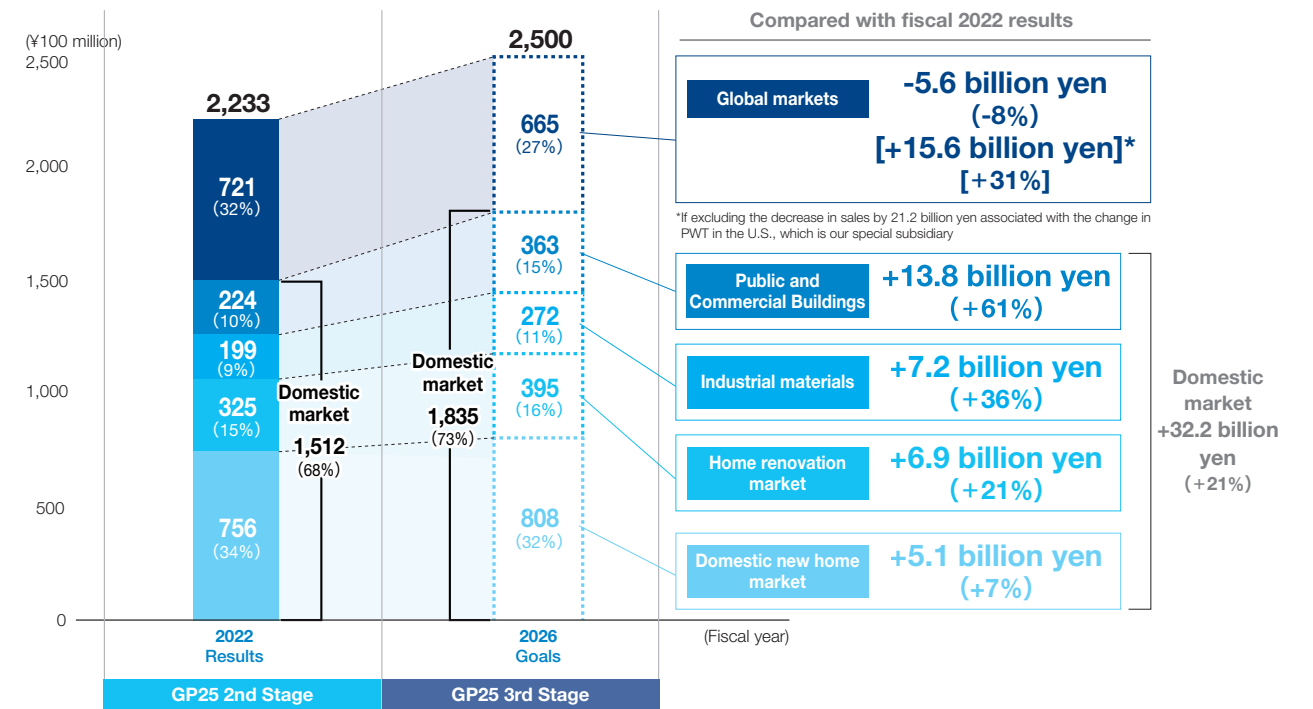 Compared with fiscal 2022 results
(¥100 million)
2,500
2,000
1,500
1,000
500
0
2,233
721
(32%)
224
(10%)
199
(9%)
325
(15%)
756
(34%)
Domestic
market
1,512
(68%)
2,500
665
(27%)
363
(15%)
272
(11%)
395
(16%)
808
(32%)
Domestic
market
1,835
(73%)
2022
Results
2026
Goals
(Fiscal year)
GP25 2nd Stage
GP25 3rd Stage
Global markets
-5.6 billion yen
(-8%)
[+15.6 billion yen]*
[+31%]
*If excluding the decrease in sales by 21.2 billion yen associated with the change in
PWT in the U.S., which is our special subsidiary
Public and
Commercial Buildings
+13.8 billion yen
(+61%)
Industrial materials
+7.2 billion yen
(+36%)
Home renovation
market
+6.9 billion yen
(+21%)
Domestic new home
market
+5.1 billion yen
(+7%)
Domestic
market
+32.2 billion
yen
(+21%)